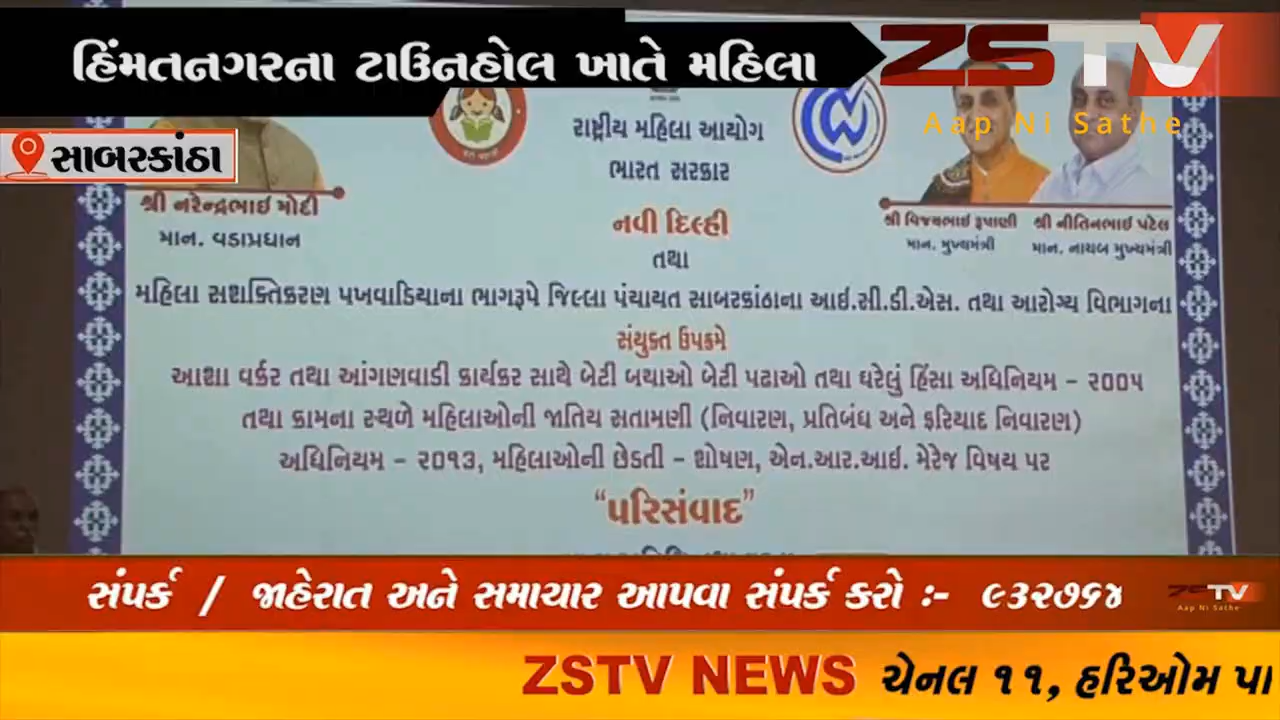 હિંમતનગરના ટાઉનહોલ ખાતે મહિલા
ZSTV
Aap Ni Sathe
સાબરકાંઠા
રાષ્ટ્રીય મહિલા આયોગ
ભારત સરકાર
શ્રી નરેન્દ્રભાઈ મોદી
માન. વડાપ્રધાન
નવી દિલ્હી
શ્રી વિજયભાઈ રૂપાણી
માન. મુખ્યમંત્રી
શ્રી નીતિનભાઈ પટેલ
માન. નાયબ મુખ્યમંત્રી
તથા
મહિલા સશક્તિકરણ પખવાડિયાના ભાગરૂપે જિલ્લા પંચાયત સાબરકાંઠાના આઈ.સી.ડી.એસ. તથા આરોગ્ય વિભાગના
સંયુક્ત ઉપક્રમે
આશા વર્કર તથા આંગણવાડી કાર્યકર સાથે બેટી બચાઓ બેટી પઢાઓ તથા ઘરેલું હિંસા અધિનિયમ - ૨૦૦૫
તથા કામના સ્થળે મહિલાઓની જાતિય સતામણી (નિવારણ, પ્રતિબંધ અને ફરિયાદ નિવારણ)
અધિનિયમ - ૨૦૧૩, મહિલાઓની છેડતી - શોષણ, એન.આર.આઈ. મેરેજ વિષય પર
“પરિસંવાદ”
સંપર્ક / જાહેરાત અને સમાચાર આપવા સંપર્ક કરો :- ૯૩૨૭૬૪
ZSTV
Aap Ni Sathe
ZSTV NEWS ચેનલ ૧૧, હરિઓમ પા